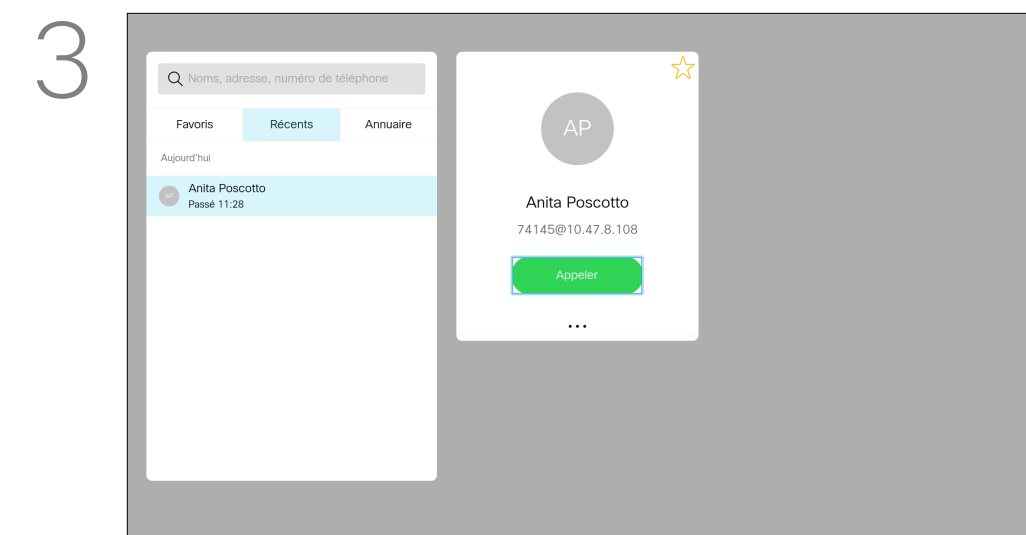 3
Noms, adresse, numéro de téléphone
Favoris Récents Annuaire
Aujourd'hui
AP
Anita Poscotto
Passé 11:28
AP
Anita Poscotto
74145@10.47.8.108
Appeler